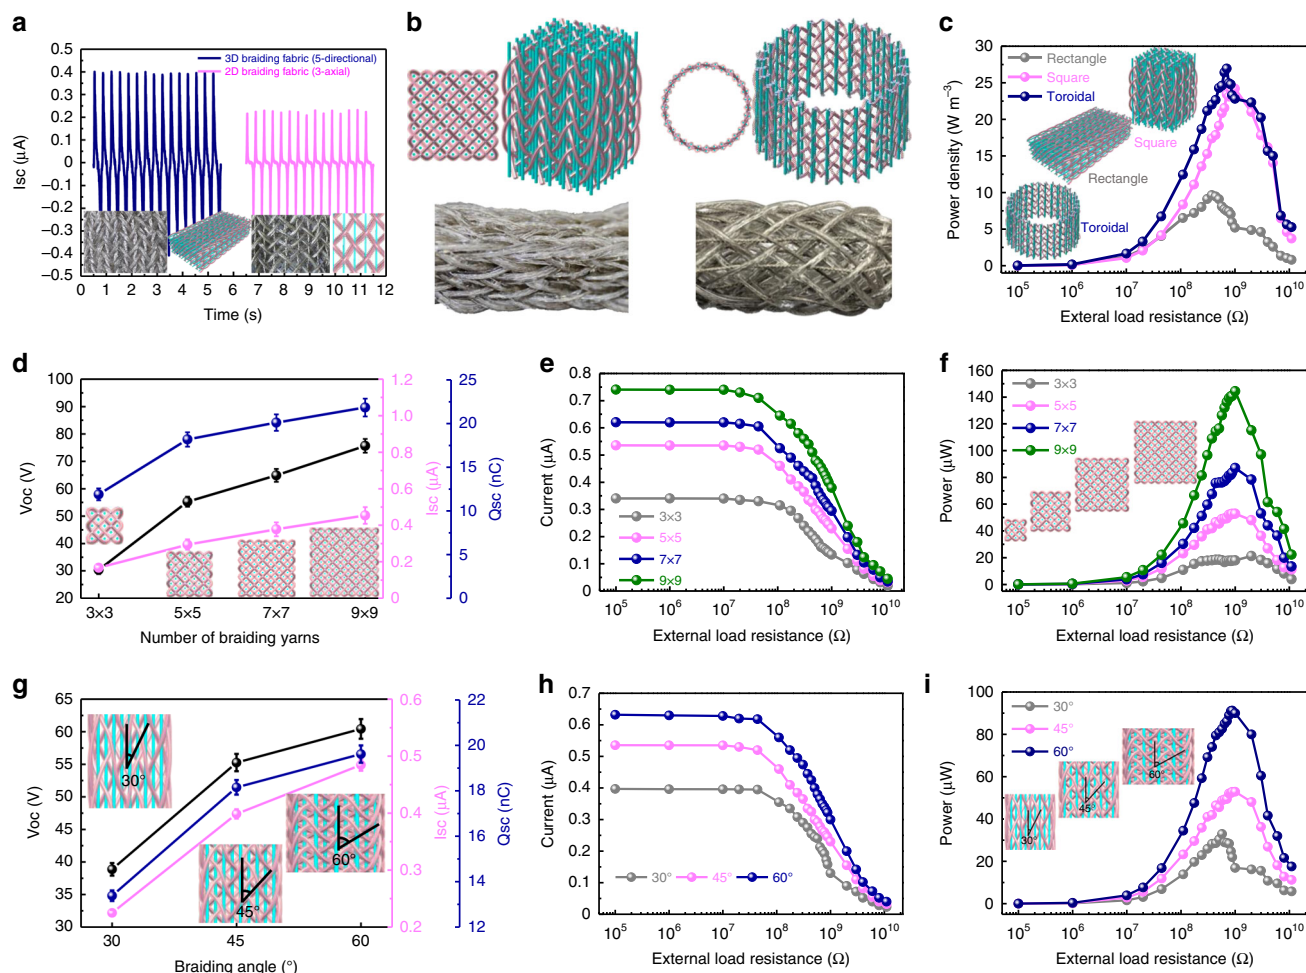 a
0.5
0.4
0.3
0.2
0.1
0
−0.1
−0.2
−0.3
−0.4
−0.5
Isc (µA)
3D braiding fabric (5-directional)
2D braiding fabric (3-axial)
0 1 2 3 4 5 6 7 8 9 10 11 12
Time (s)
b
c
30
25
20
15
10
5
0
Power density (W m⁻³)
Rectangle
Square
Toroidal
Square
Rectangle
Toroidal
10⁵ 10⁶ 10⁷ 10⁸ 10⁹ 10¹⁰
Exteral load resistance (Ω)
d
100
90
80
70
60
50
40
30
20
Voc (V)
1.2
1.0
0.8
0.6
0.4
0.2
0
Isc (µA)
25
20
15
10
5
0
Qsc (nC)
3×3 5×5 7×7 9×9
Number of braiding yarns
e
0.8
0.7
0.6
0.5
0.4
0.3
0.2
0.1
0
Current (µA)
3×3
5×5
7×7
9×9
10⁵ 10⁶ 10⁷ 10⁸ 10⁹ 10¹⁰
External load resistance (Ω)
f
160
140
120
100
80
60
40
20
0
Power (µW)
3×3
5×5
7×7
9×9
10⁵ 10⁶ 10⁷ 10⁸ 10⁹ 10¹⁰
External load resistance (Ω)
g
65
60
55
50
45
40
35
30
Voc (V)
30°
45°
60°
0.6
0.5
0.4
0.3
0.2
Isc (µA)
22
20
18
16
14
12
Qsc (nC)
30 45 60
Braiding angle (°)
h
0.7
0.6
0.5
0.4
0.3
0.2
0.1
0
Current (µA)
30° 45° 60°
10⁵ 10⁶ 10⁷ 10⁸ 10⁹ 10¹⁰
External load resistance (Ω)
i
100
80
60
40
20
0
Power (µW)
30°
45°
60°
30°
45°
60°
10⁵ 10⁶ 10⁷ 10⁸ 10⁹ 10¹⁰
External load resistance (Ω)